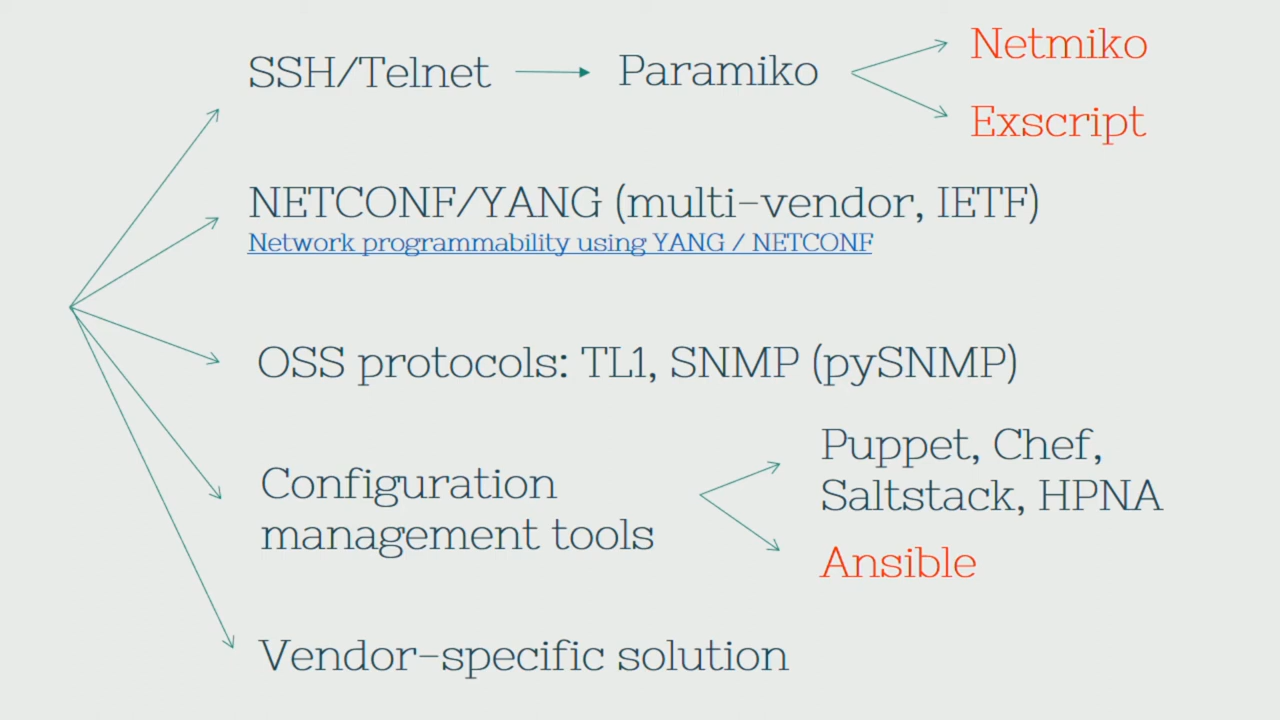 SSH/Telnet
Paramiko
Netmiko
Exscript
NETCONF/YANG (multi-vendor, IETF)
Network programmability using YANG / NETCONF
OSS protocols: TL1, SNMP (pySNMP)
Configuration
management tools
Puppet, Chef,
Saltstack, HPNA
Ansible
Vendor-specific solution